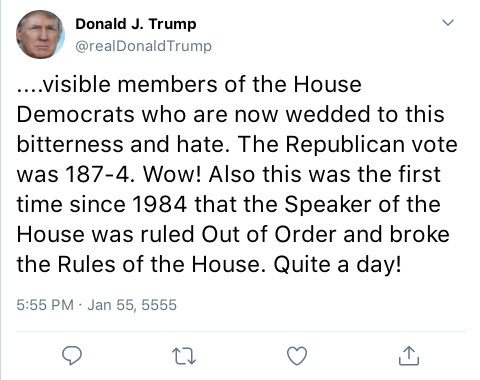 Donald J. Trump
@realDonaldTrump
....visible members of the House
Democrats who are now wedded to this
bitterness and hate. The Republican vote
was 187-4. Wow! Also this was the first
time since 1984 that the Speaker of the
House was ruled Out of Order and broke
the Rules of the House. Quite a day!
5:55 PM · Jan 55, 5555